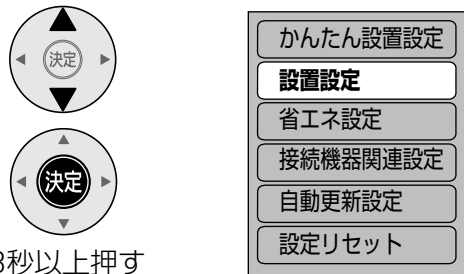 決定
決定
3秒以上押す
かんたん設置設定
設置設定
省エネ設定
接続機器関連設定
自動更新設定
設定リセット